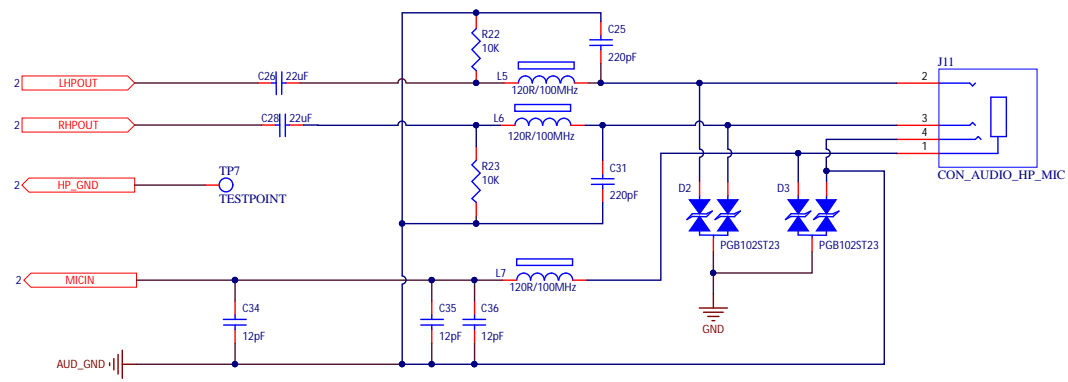 R22
10K
C25
220pF
J11
2
LHPOUT
C26
22uF
L5
120R/100MHz
2
2
RHPOUT
C28
22uF
L6
120R/100MHz
3
4
1
CON_AUDIO_HP_MIC
R23
10K
C31
220pF
2
HP_GND
TP7
TESTPOINT
D2
PGB102ST23
D3
PGB102ST23
2
MICIN
L7
120R/100MHz
C34
12pF
C35
12pF
C36
12pF
GND
AUD_GND